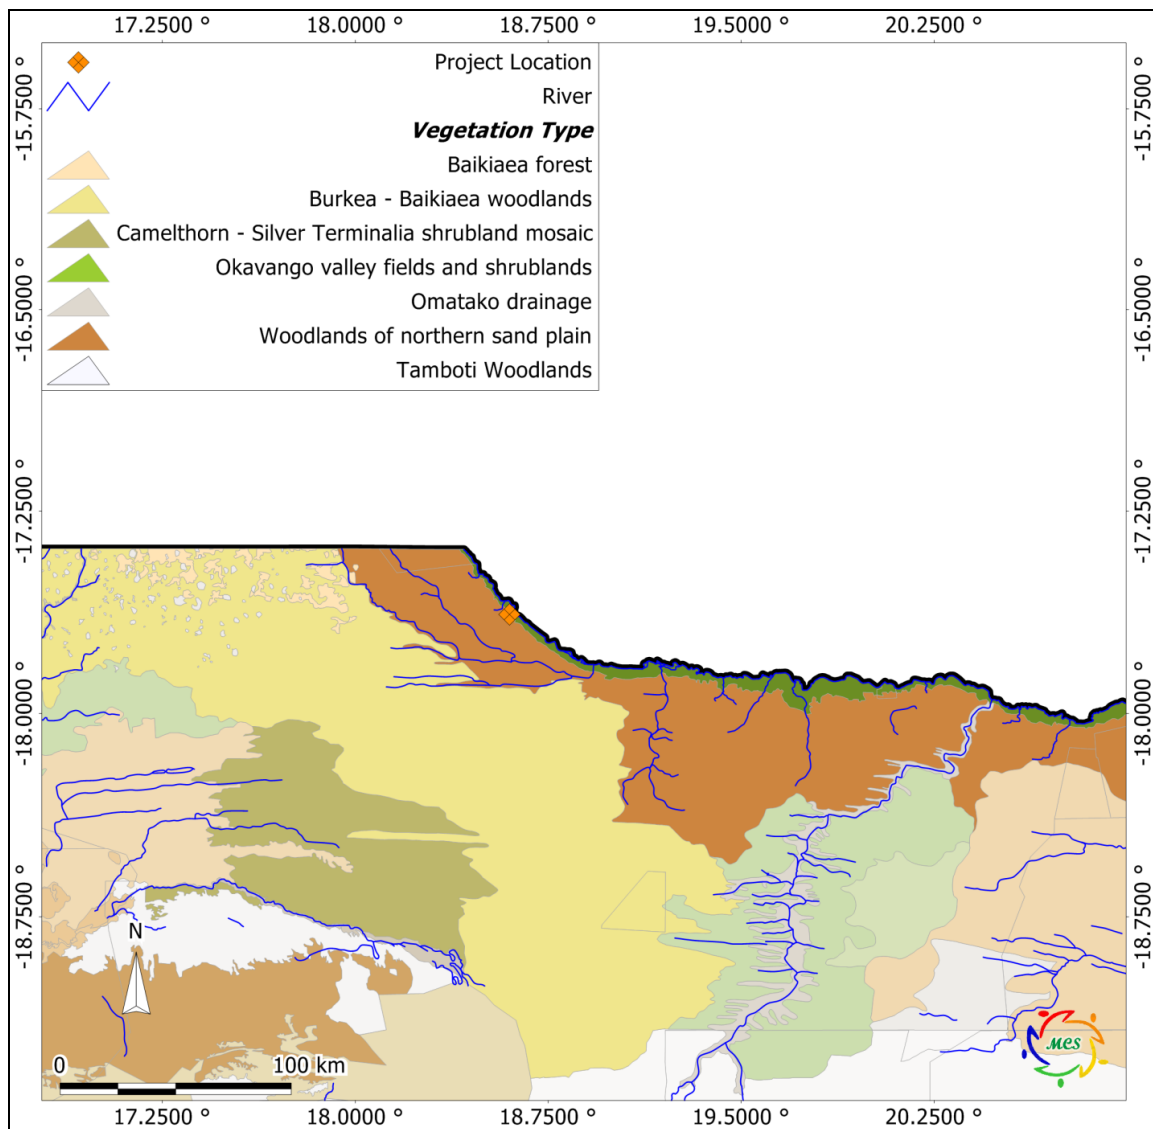 17.2500 ° 18.0000 ° 18.7500 ° 19.5000 ° 20.2500 °
Project Location
River
Vegetation Type
Baikiaea forest
Burkea - Baikiaea woodlands
Camelthorn - Silver Terminalia shrubland mosaic
Okavango valley fields and shrublands
Omatako drainage
Woodlands of northern sand plain
Tamboti Woodlands
-15.7500 °
-16.5000 °
-17.2500 °
-18.0000 °
-18.7500 °
-15.7500 °
-16.5000 °
-17.2500 °
-18.0000 °
-18.7500 °
N
0 100 km
MCS
17.2500 ° 18.0000 ° 18.7500 ° 19.5000 ° 20.2500 °